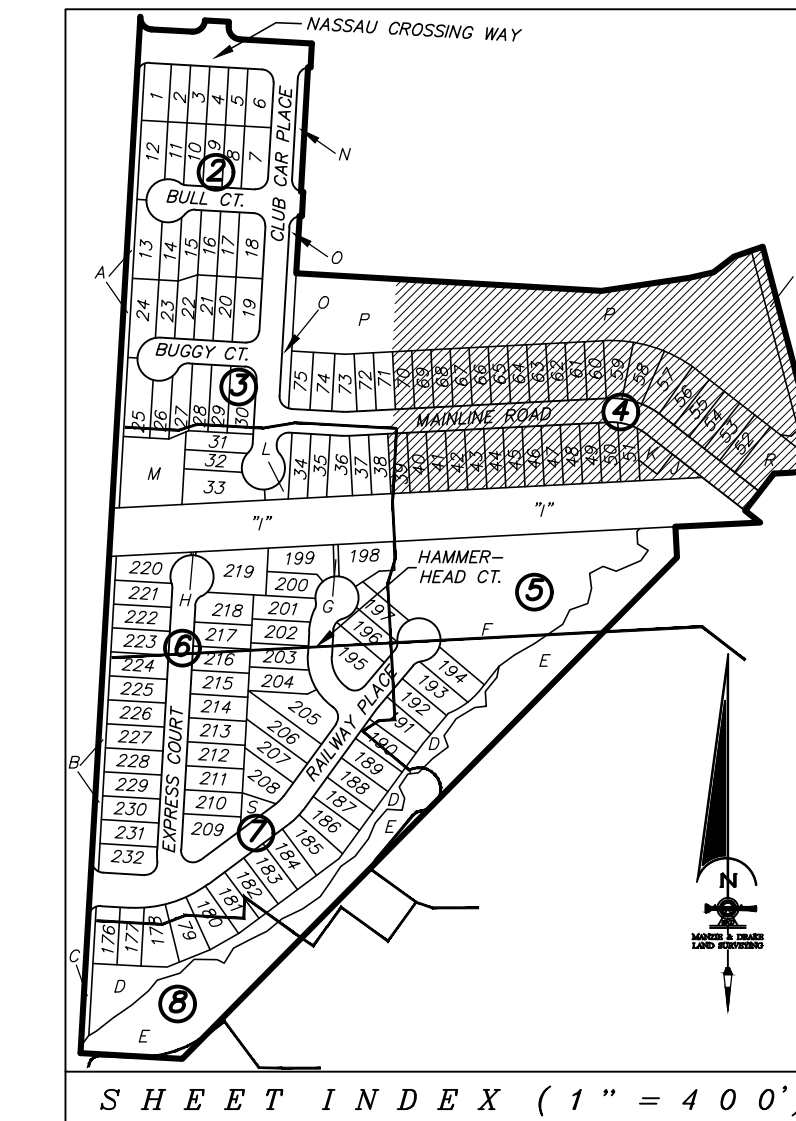 NASSAU CROSSING WAY
1 2 3 4 5 6
CLUB CAR PLACE
N
12 11 10 9 8 7
2
BULL CT.
13 14 15 16 17 18
O
A
24 23 22 21 20 19
O
P
P
BUGGY CT.
3
75 74 73 72 71 70 69 68 67 66 65 64 63 62 61 60 59 58 57 56 55 54 53 52
25 26 27 28 29 30
MAINLINE ROAD
4
31
32
33
L
M
34 35 36 37 38 39 40 41 42 43 44 45 46 47 48 49 50 51 K J
R
"I"
"I"
220
221
222
223
224
225
226
227
228
229
230
231
232
H
219
218
217
216
215
214
213
212
211
210
209
199
200
201
202
203
204
205
206
207
208
S
198
G
197
196
195
HAMMER-
HEAD CT.
5
F
E
6
B
EXPRESS COURT
RAILWAY PLACE
194
193
192
191
190
189
188
187
186
185
184
183
182
181
180
179
178
177
176
D
D
E
7
C
D
8
E
N
MANZIE & DRAKE
LAND SURVEYING
SHEET INDEX (1" = 400')